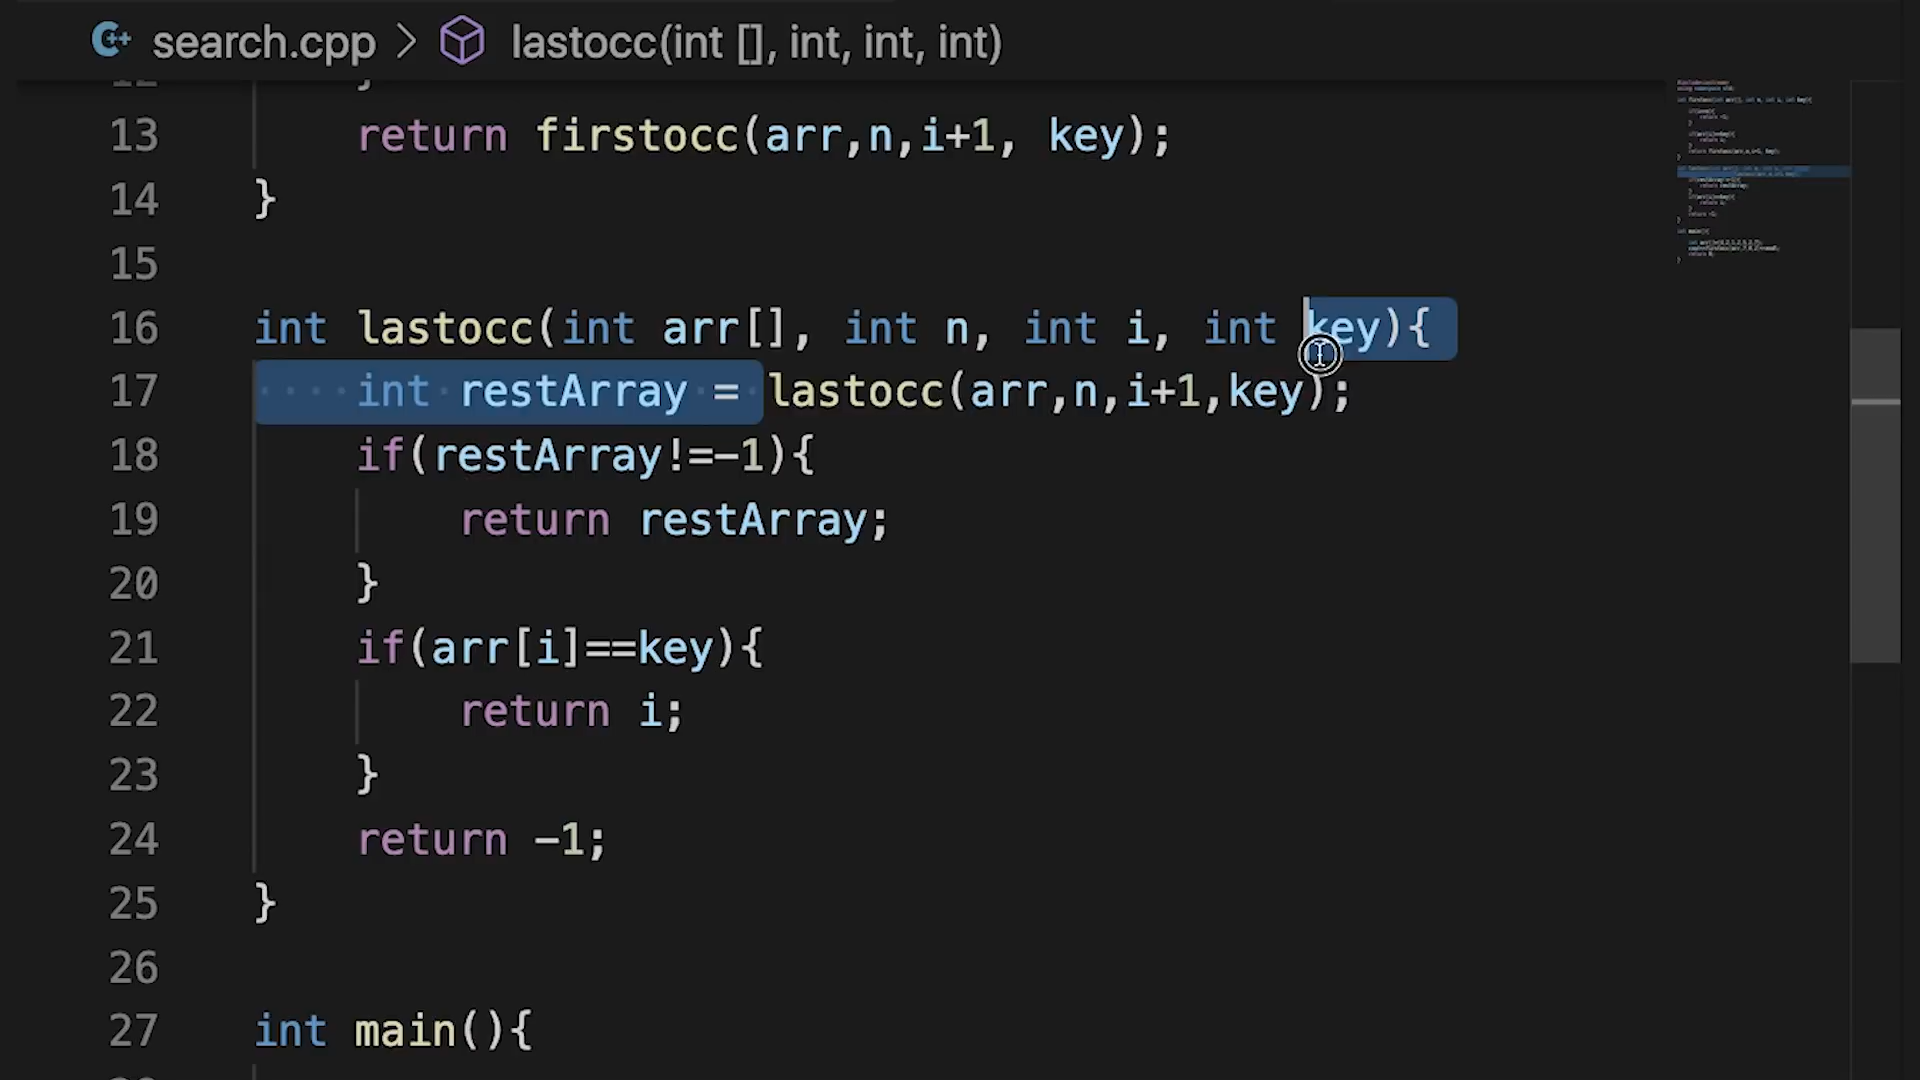 search.cpp > lastocc(int [], int, int, int)
12 }
13 return firstocc(arr,n,i+1, key);
14 }
15
16 int lastocc(int arr[], int n, int i, int key){
17 int restArray = lastocc(arr,n,i+1,key);
18 if(restArray!=-1){
19 return restArray;
20 }
21 if(arr[i]==key){
22 return i;
23 }
24 return -1;
25 }
26
27 int main(){